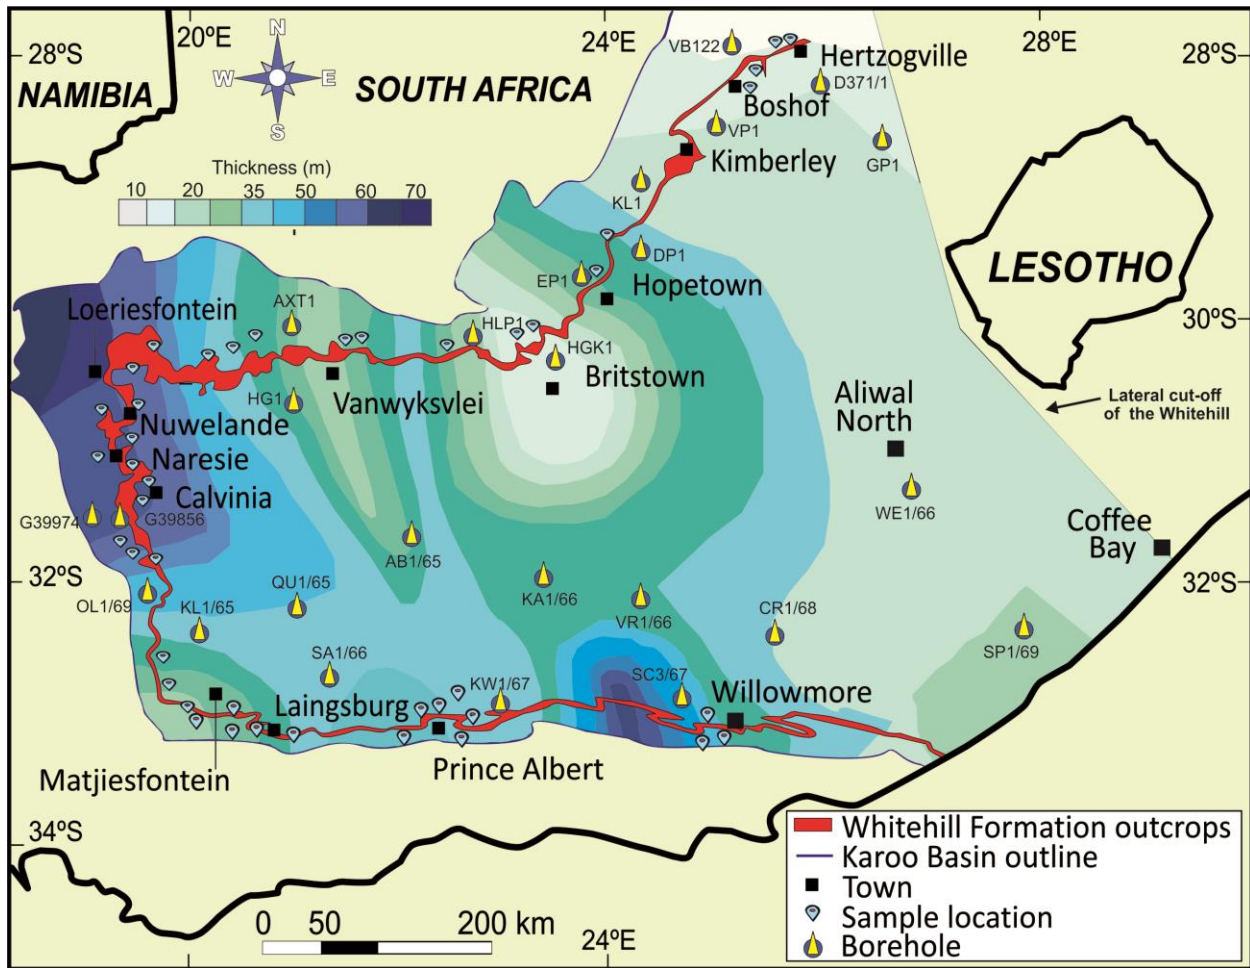 20ºE
24ºE
28ºE
28ºS
28ºS
NAMIBIA
SOUTH AFRICA
N
W
E
S
Thickness (m)
10
20
35
50
60
70
VB122
Hertzogville
D371/1
Boshof
VP1
Kimberley
GP1
KL1
LESOTHO
DP1
EP1
Hopetown
Loeriesfontein
AXT1
HLP1
30ºS
HGK1
Britstown
Vanwyksvlei
HG1
Aliwal
North
Lateral cut-off
of the Whitehill
Nuwelande
Naresie
Calvinia
G39974
G39856
WE1/66
Coffee
Bay
AB1/65
32ºS
32ºS
OL1/69
KL1/65
QU1/65
KA1/66
VR1/66
CR1/68
SP1/69
SA1/66
KW1/67
SC3/67
Willowmore
Laingsburg
Matjiesfontein
Prince Albert
34ºS
Whitehill Formation outcrops
Karoo Basin outline
Town
Sample location
Borehole
0
50
200 km
24ºE